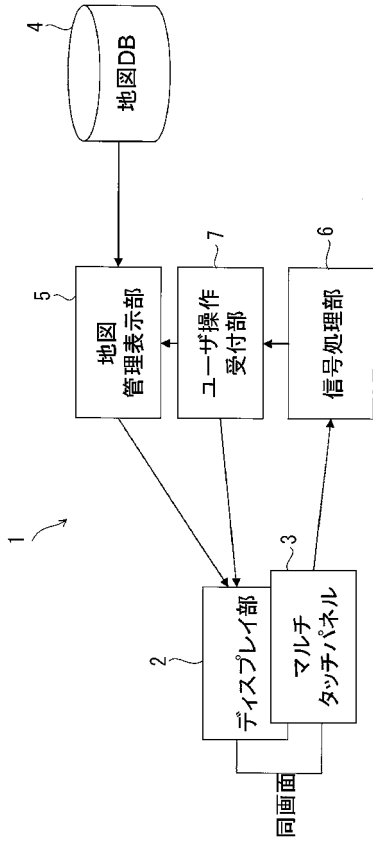 1
同画面
2
ディスプレイ部
3
マルチ
タッチパネル
5
地図
管理表示部
7
ユーザ操作
受付部
6
信号処理部
4
地図DB